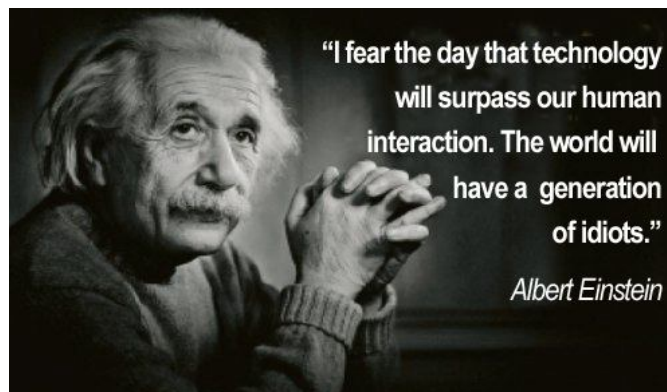 “I fear the day that technology
will surpass our human
interaction. The world will
have a generation
of idiots.”
Albert Einstein